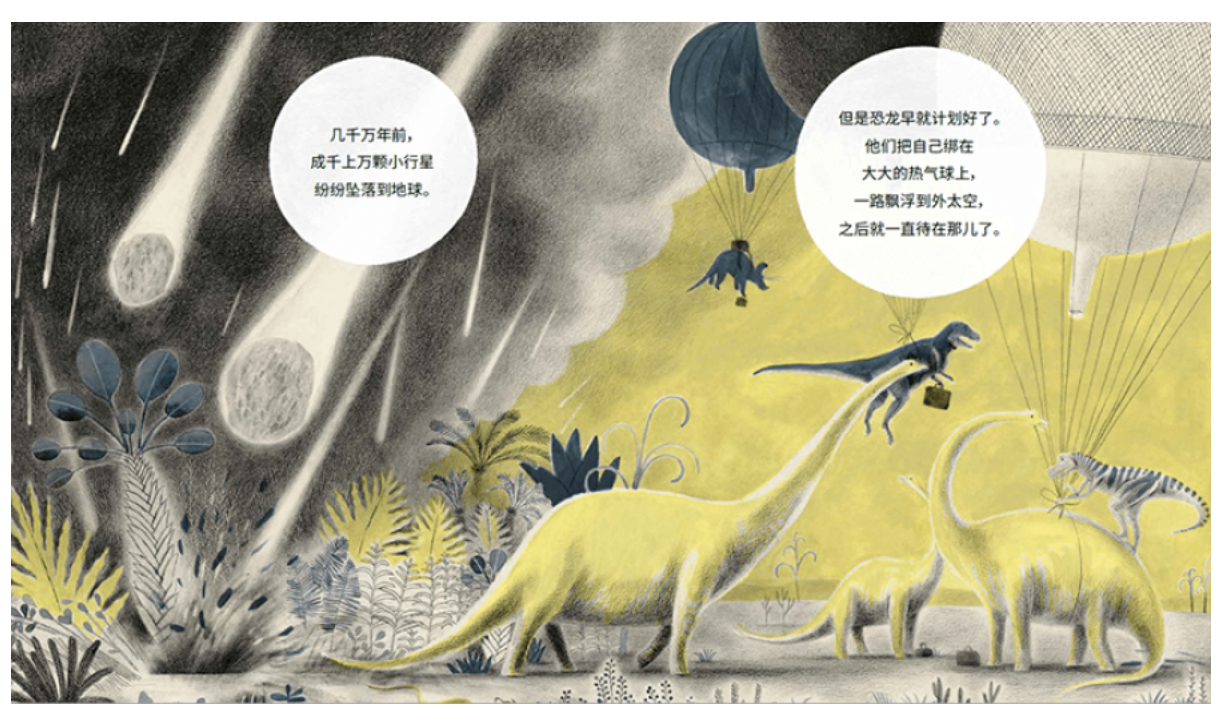 几千万年前，
成千上万颗小行星
纷纷坠落到地球。
但是恐龙早就计划好了。
他们把自己绑在
大大的热气球上，
一路飘浮到外太空，
之后就一直待在那儿了。